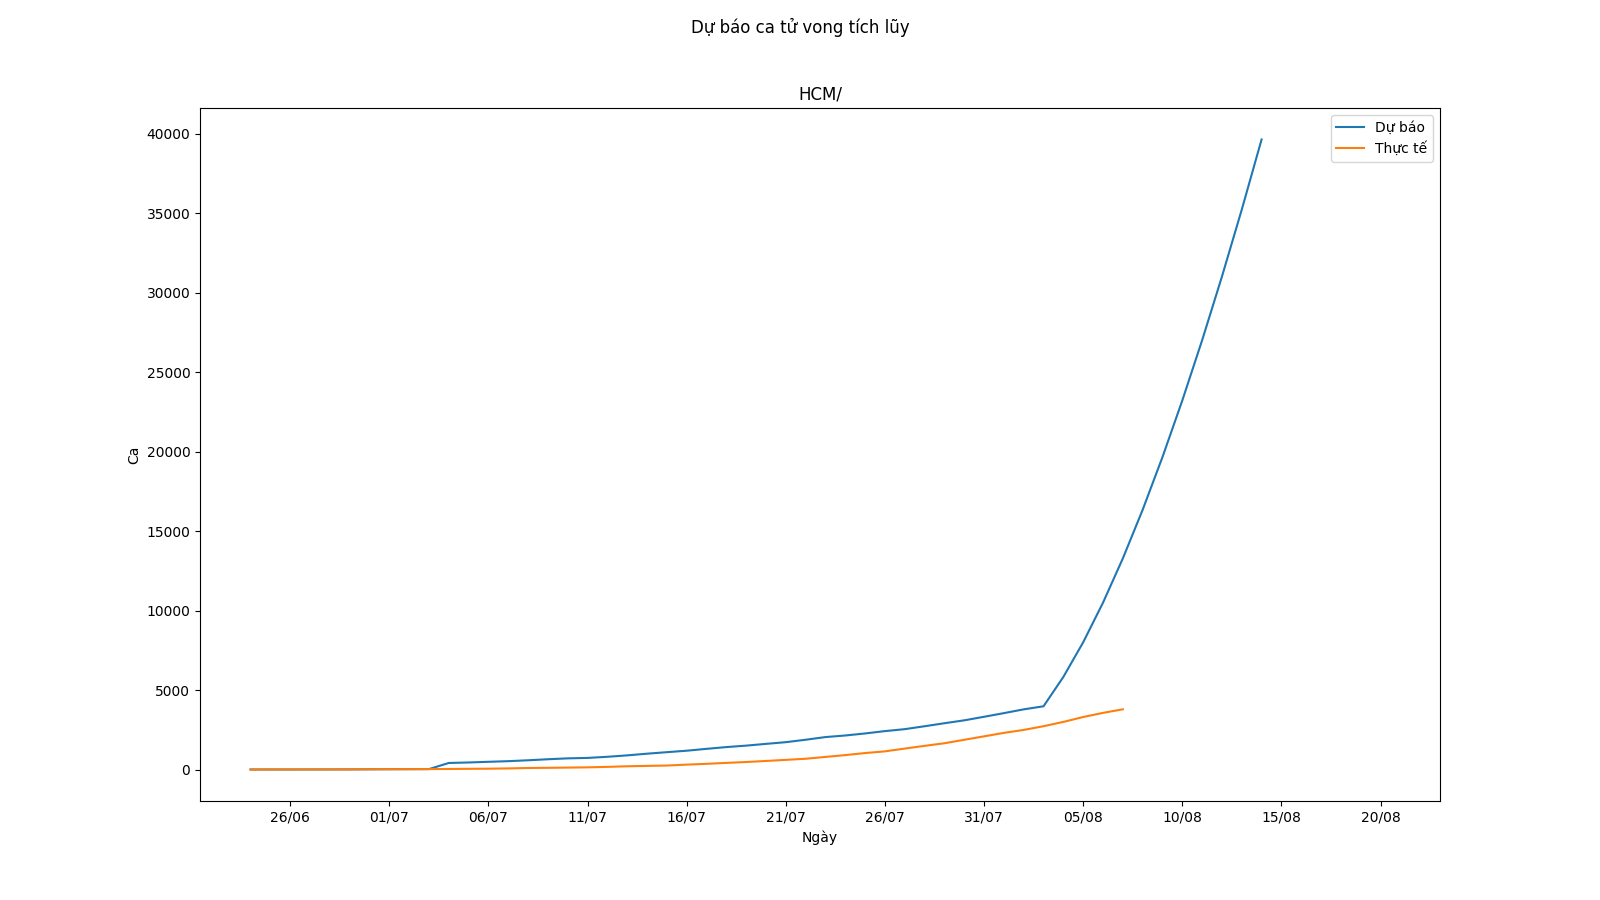 Dự báo ca tử vong tích lũy
HCM/
Dự báo
Thực tế
Ca
40000
35000
30000
25000
20000
15000
10000
5000
0
26/06 01/07 06/07 11/07 16/07 21/07 26/07 31/07 05/08 10/08 15/08 20/08
Ngày